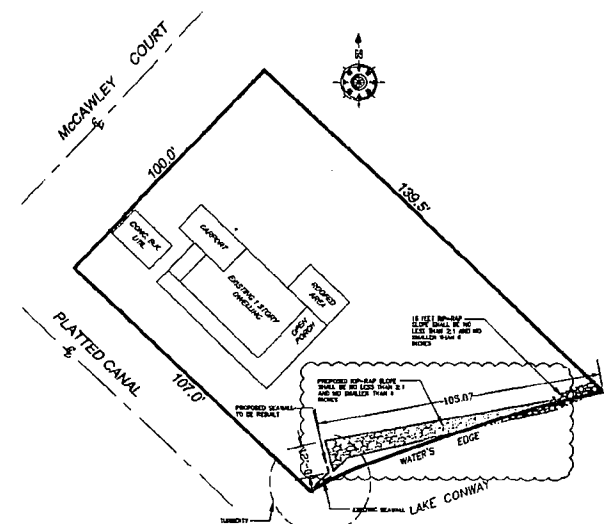 McCAWLEY COURT
100.0'
139.5'
CONC. BLK.
UTIL
CARPORT
EXISTING 1 STORY
DWELLING
ROOFED
AREA
OPEN
PORCH
PLATTED CANAL
107.0'
15 FEET RIP-RAP
SLOPE SHALL BE NO
LESS THAN 2:1 AND NO
SMALLER THAN
INCHES
PROPOSED RIP-RAP SLOPE
SHALL BE NO LESS THAN 2:1
AND NO SMALLER THAN
INCHES
105.07
PROPOSED SEAWALL
TO BE REBUILT
WATER'S EDGE
EXISTING SEAWALL
LAKE CONWAY
TURBIDITY